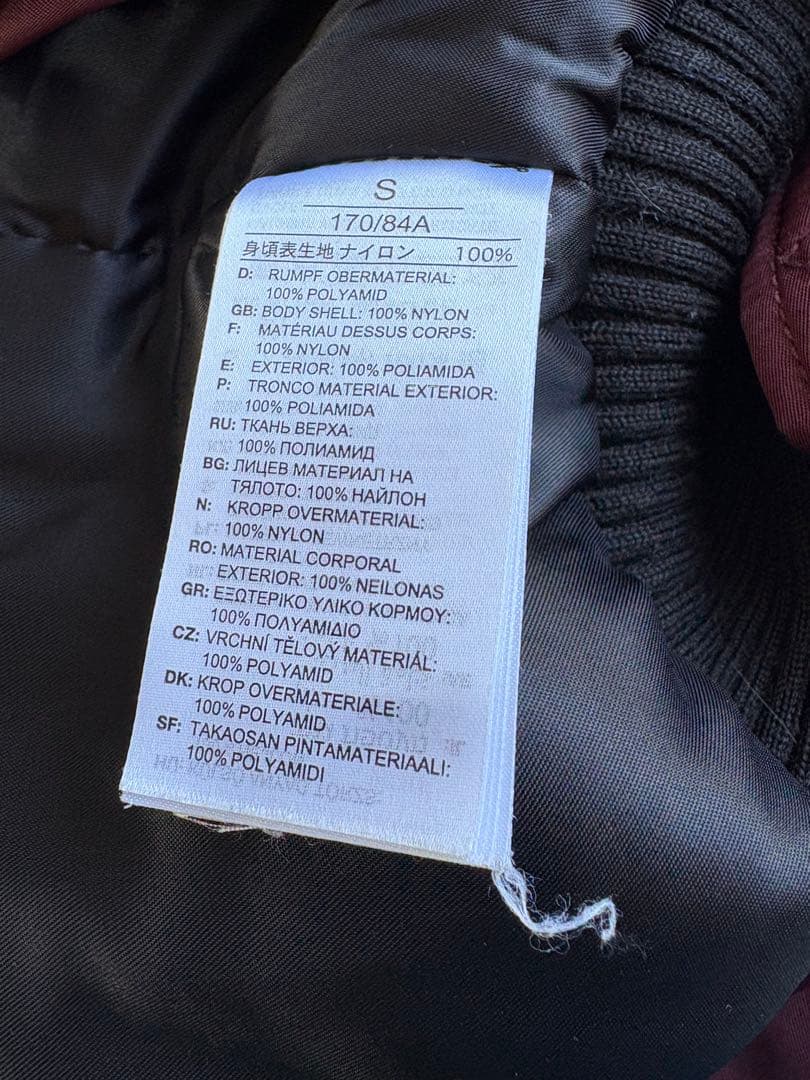 S
170/84A
身頃表生地 ナイロン 100%
D: RUMPF OBERMATERIAL:
100% POLYAMID
GB: BODY SHELL: 100% NYLON
F: MATÉRIAU DESSUS CORPS:
100% NYLON
E: EXTERIOR: 100% POLIAMIDA
P: TRONCO MATERIAL EXTERIOR:
100% POLIAMIDA
RU: ТКАНЬ ВЕРХА:
100% ПОЛИАМИД
BG: ЛИЦЕВ МАТЕРИАЛ НА
ТЯЛОТО: 100% НАЙЛОН
N: KROPP OVERMATERIAL:
100% NYLON
RO: MATERIAL CORPORAL
EXTERIOR: 100% NEILONAS
GR: ΕΞΩΤΕΡΙΚΟ ΥΛΙΚΟ ΚΟΡΜΟΥ:
100% ΠΟΛΥΑΜΙΔΙΟ
CZ: VRCHNÍ TĚLOVÝ MATERIÁL:
100% POLYAMID
DK: KROP OVERMATERIALE:
100% POLYAMID
SF: TAKAOSAN PINTAMATERIAALI:
100% POLYAMIDI